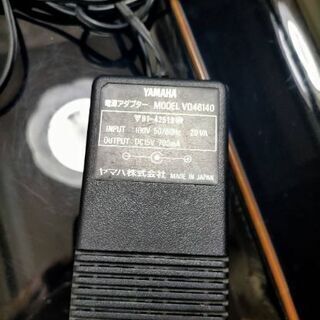 YAMAHA
電源アダプター MODEL VD46140
INPUT : 100V 50/60Hz 20VA
OUTPUT : DC15V 700mA
ヤマハ株式会社 MADE IN JAPAN